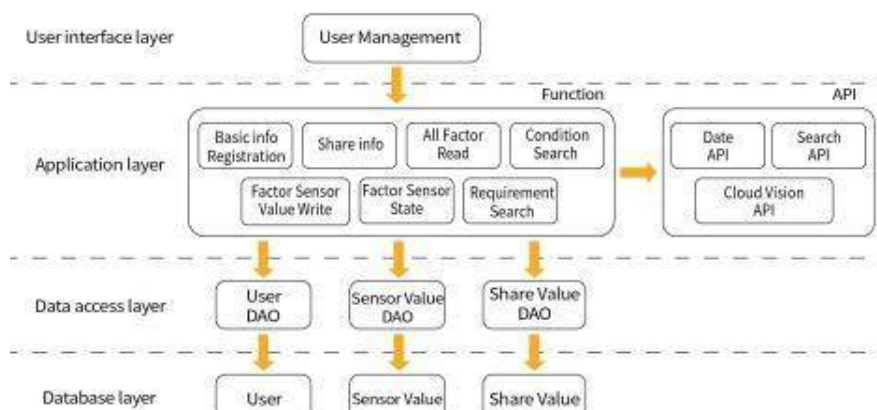 User interface layer
User Management
Function
API
Application layer
Basic info
Registration
Share info
All Factor
Read
Condition
Search
Date
API
Search
API
Factor Sensor
Value Write
Factor Sensor
State
Requirement
Search
Cloud Vision
API
Data access layer
User
DAO
Sensor Value
DAO
Share Value
DAO
Database layer
User
Sensor Value
Share Value